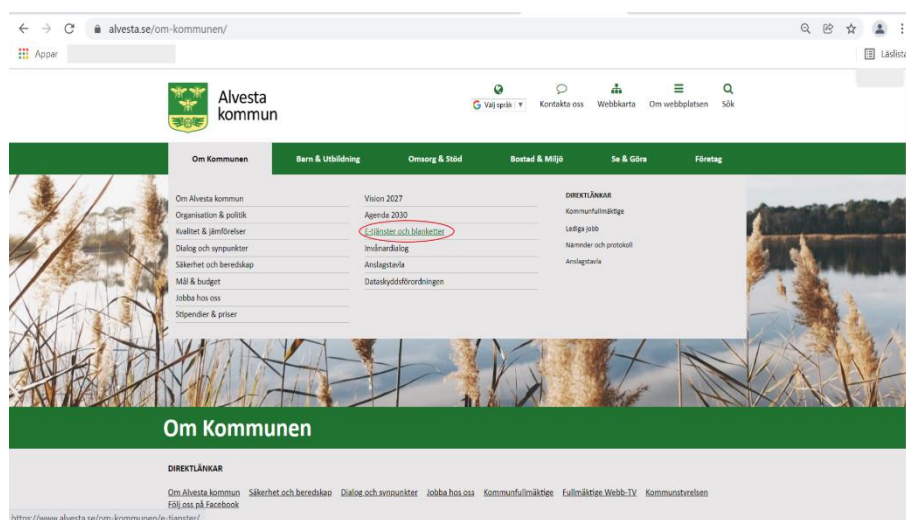 alvesta.se/om-kommunen/
Appar
Läslista
Alvesta
kommun
Välj språk
Kontakta oss
Webbkarta
Om webbplatsen
Sök
Om Kommunen
Barn & Utbildning
Omsorg & Stöd
Bostad & Miljö
Se & Göra
Företag
Om Alvesta kommun
Organisation & politik
Kvalitet & jämförelser
Dialog och synpunkter
Säkerhet och beredskap
Mål & budget
Jobba hos oss
Stipendier & priser
Vision 2027
Agenda 2030
E-tjänster och blanketter
Invånardialog
Anslagstavla
Dataskyddsförordningen
DIREKTLÄNKAR
Kommunfullmäktige
Lediga jobb
Nämnder och protokoll
Anslagstavla
Om Kommunen
DIREKTLÄNKAR
Om Alvesta kommun Säkerhet och beredskap Dialog och synpunkter Jobba hos oss Kommunfullmäktige Fullmäktige Webb-TV Kommunstyrelsen
Följ oss på Facebook
https://www.alvesta.se/om-kommunen/e-tjanster/